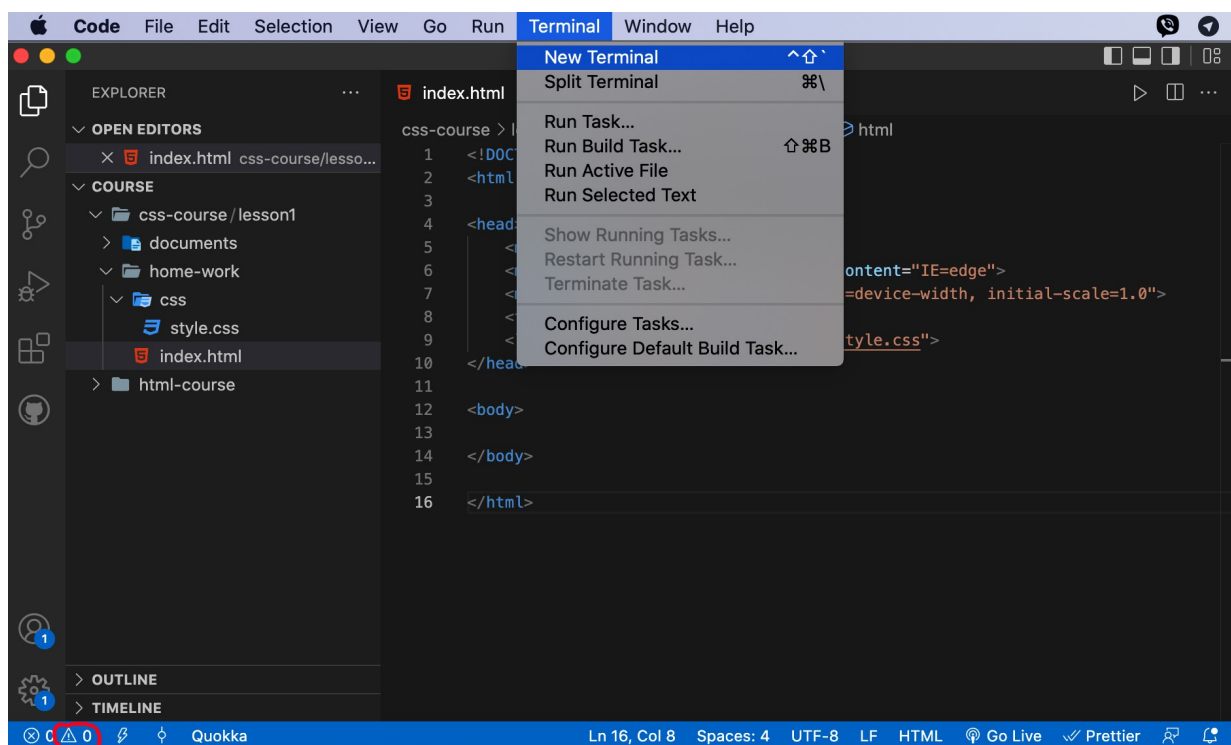 Code File Edit Selection View Go Run Terminal Window Help
New Terminal ^⇧`
Split Terminal ⌘\
Run Task...
Run Build Task... ⇧⌘B
Run Active File
Run Selected Text
Show Running Tasks...
Restart Running Task...
Terminate Task...
Configure Tasks...
Configure Default Build Task...
EXPLORER ...
OPEN EDITORS
index.html css-course/lesso...
COURSE
css-course/lesson1
documents
home-work
css
style.css
index.html
html-course
OUTLINE
TIMELINE
index.html
css-course > l
html
1 <!DOC
2 <html
3
4 <head>
5 <
6 < ontent="IE=edge">
7 < =device-width, initial-scale=1.0">
8 <
9 < tyle.css">
10 </head>
11
12 <body>
13
14 </body>
15
16 </html>
1
1
0 0 Quokka Ln 16, Col 8 Spaces: 4 UTF-8 LF HTML Go Live Prettier